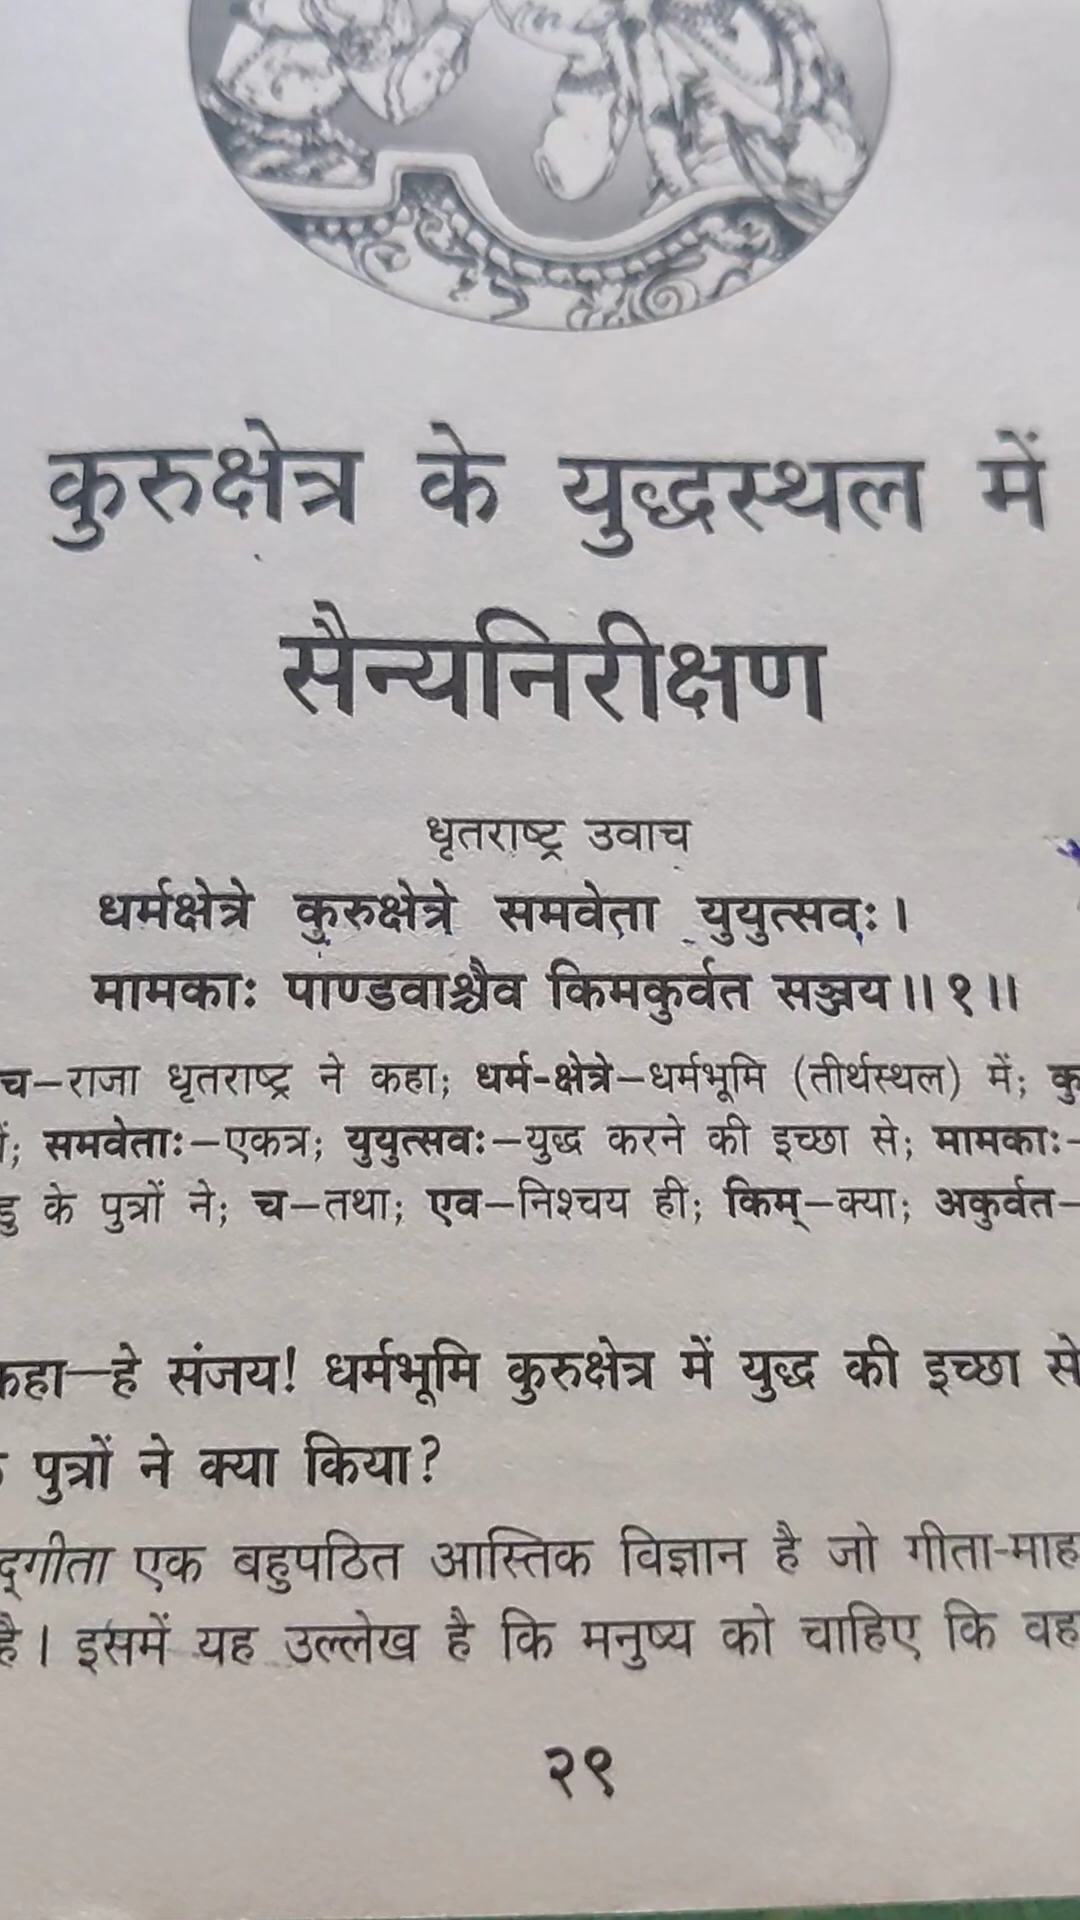 कुरुक्षेत्र के युद्धस्थल में
सैन्यनिरीक्षण
धृतराष्ट्र उवाच
धर्मक्षेत्रे कुरुक्षेत्रे समवेता युयुत्सवः।
मामकाः पाण्डवाश्चैव किमकुर्वत सञ्जय॥१॥
च–राजा धृतराष्ट्र ने कहा; धर्म-क्षेत्रे–धर्मभूमि (तीर्थस्थल) में; कु
समवेताः–एकत्र; युयुत्सवः–युद्ध करने की इच्छा से; मामकाः–
के पुत्रों ने; च–तथा; एव–निश्चय ही; किम्–क्या; अकुर्वत–
कहा—हे संजय! धर्मभूमि कुरुक्षेत्र में युद्ध की इच्छा से
पुत्रों ने क्या किया?
द्गीता एक बहुपठित आस्तिक विज्ञान है जो गीता-माह
है। इसमें यह उल्लेख है कि मनुष्य को चाहिए कि वह
२९